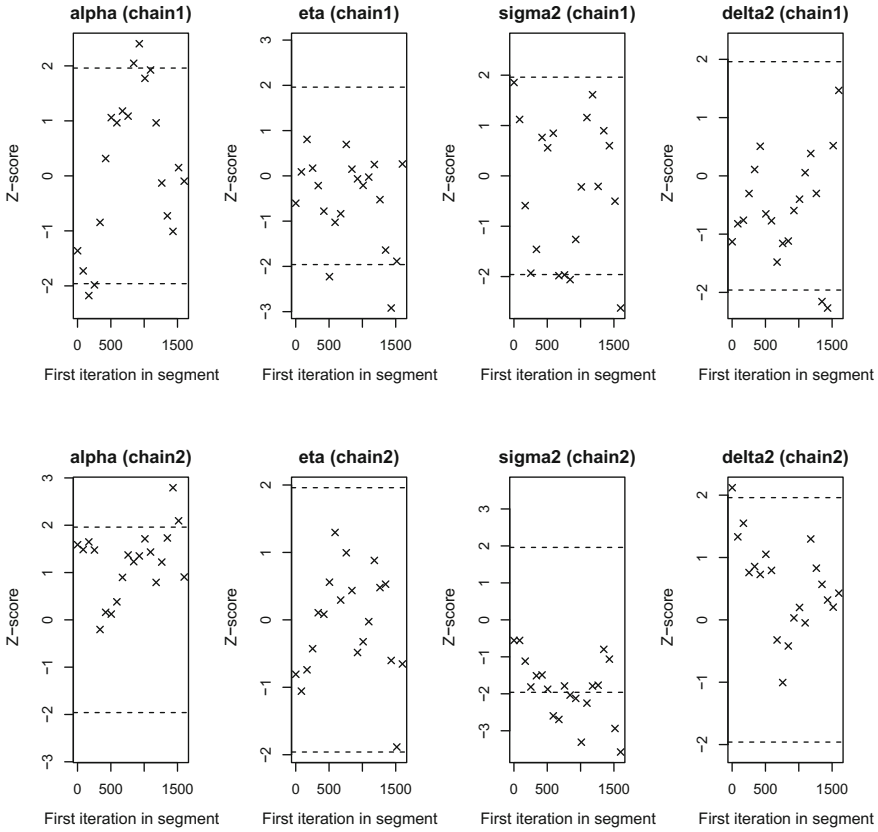 alpha (chain1)
Z−score
2
1
0
−1
−2
0
500
1500
First iteration in segment
eta (chain1)
Z−score
3
2
1
0
−1
−2
−3
0
500
1500
First iteration in segment
sigma2 (chain1)
Z−score
2
1
0
−1
−2
0
500
1500
First iteration in segment
delta2 (chain1)
Z−score
2
1
0
−1
−2
0
500
1500
First iteration in segment
alpha (chain2)
Z−score
3
2
1
0
−1
−2
−3
0
500
1500
First iteration in segment
eta (chain2)
Z−score
2
1
0
−1
−2
0
500
1500
First iteration in segment
sigma2 (chain2)
Z−score
3
2
1
0
−1
−2
−3
0
500
1500
First iteration in segment
delta2 (chain2)
Z−score
2
1
0
−1
−2
0
500
1500
First iteration in segment